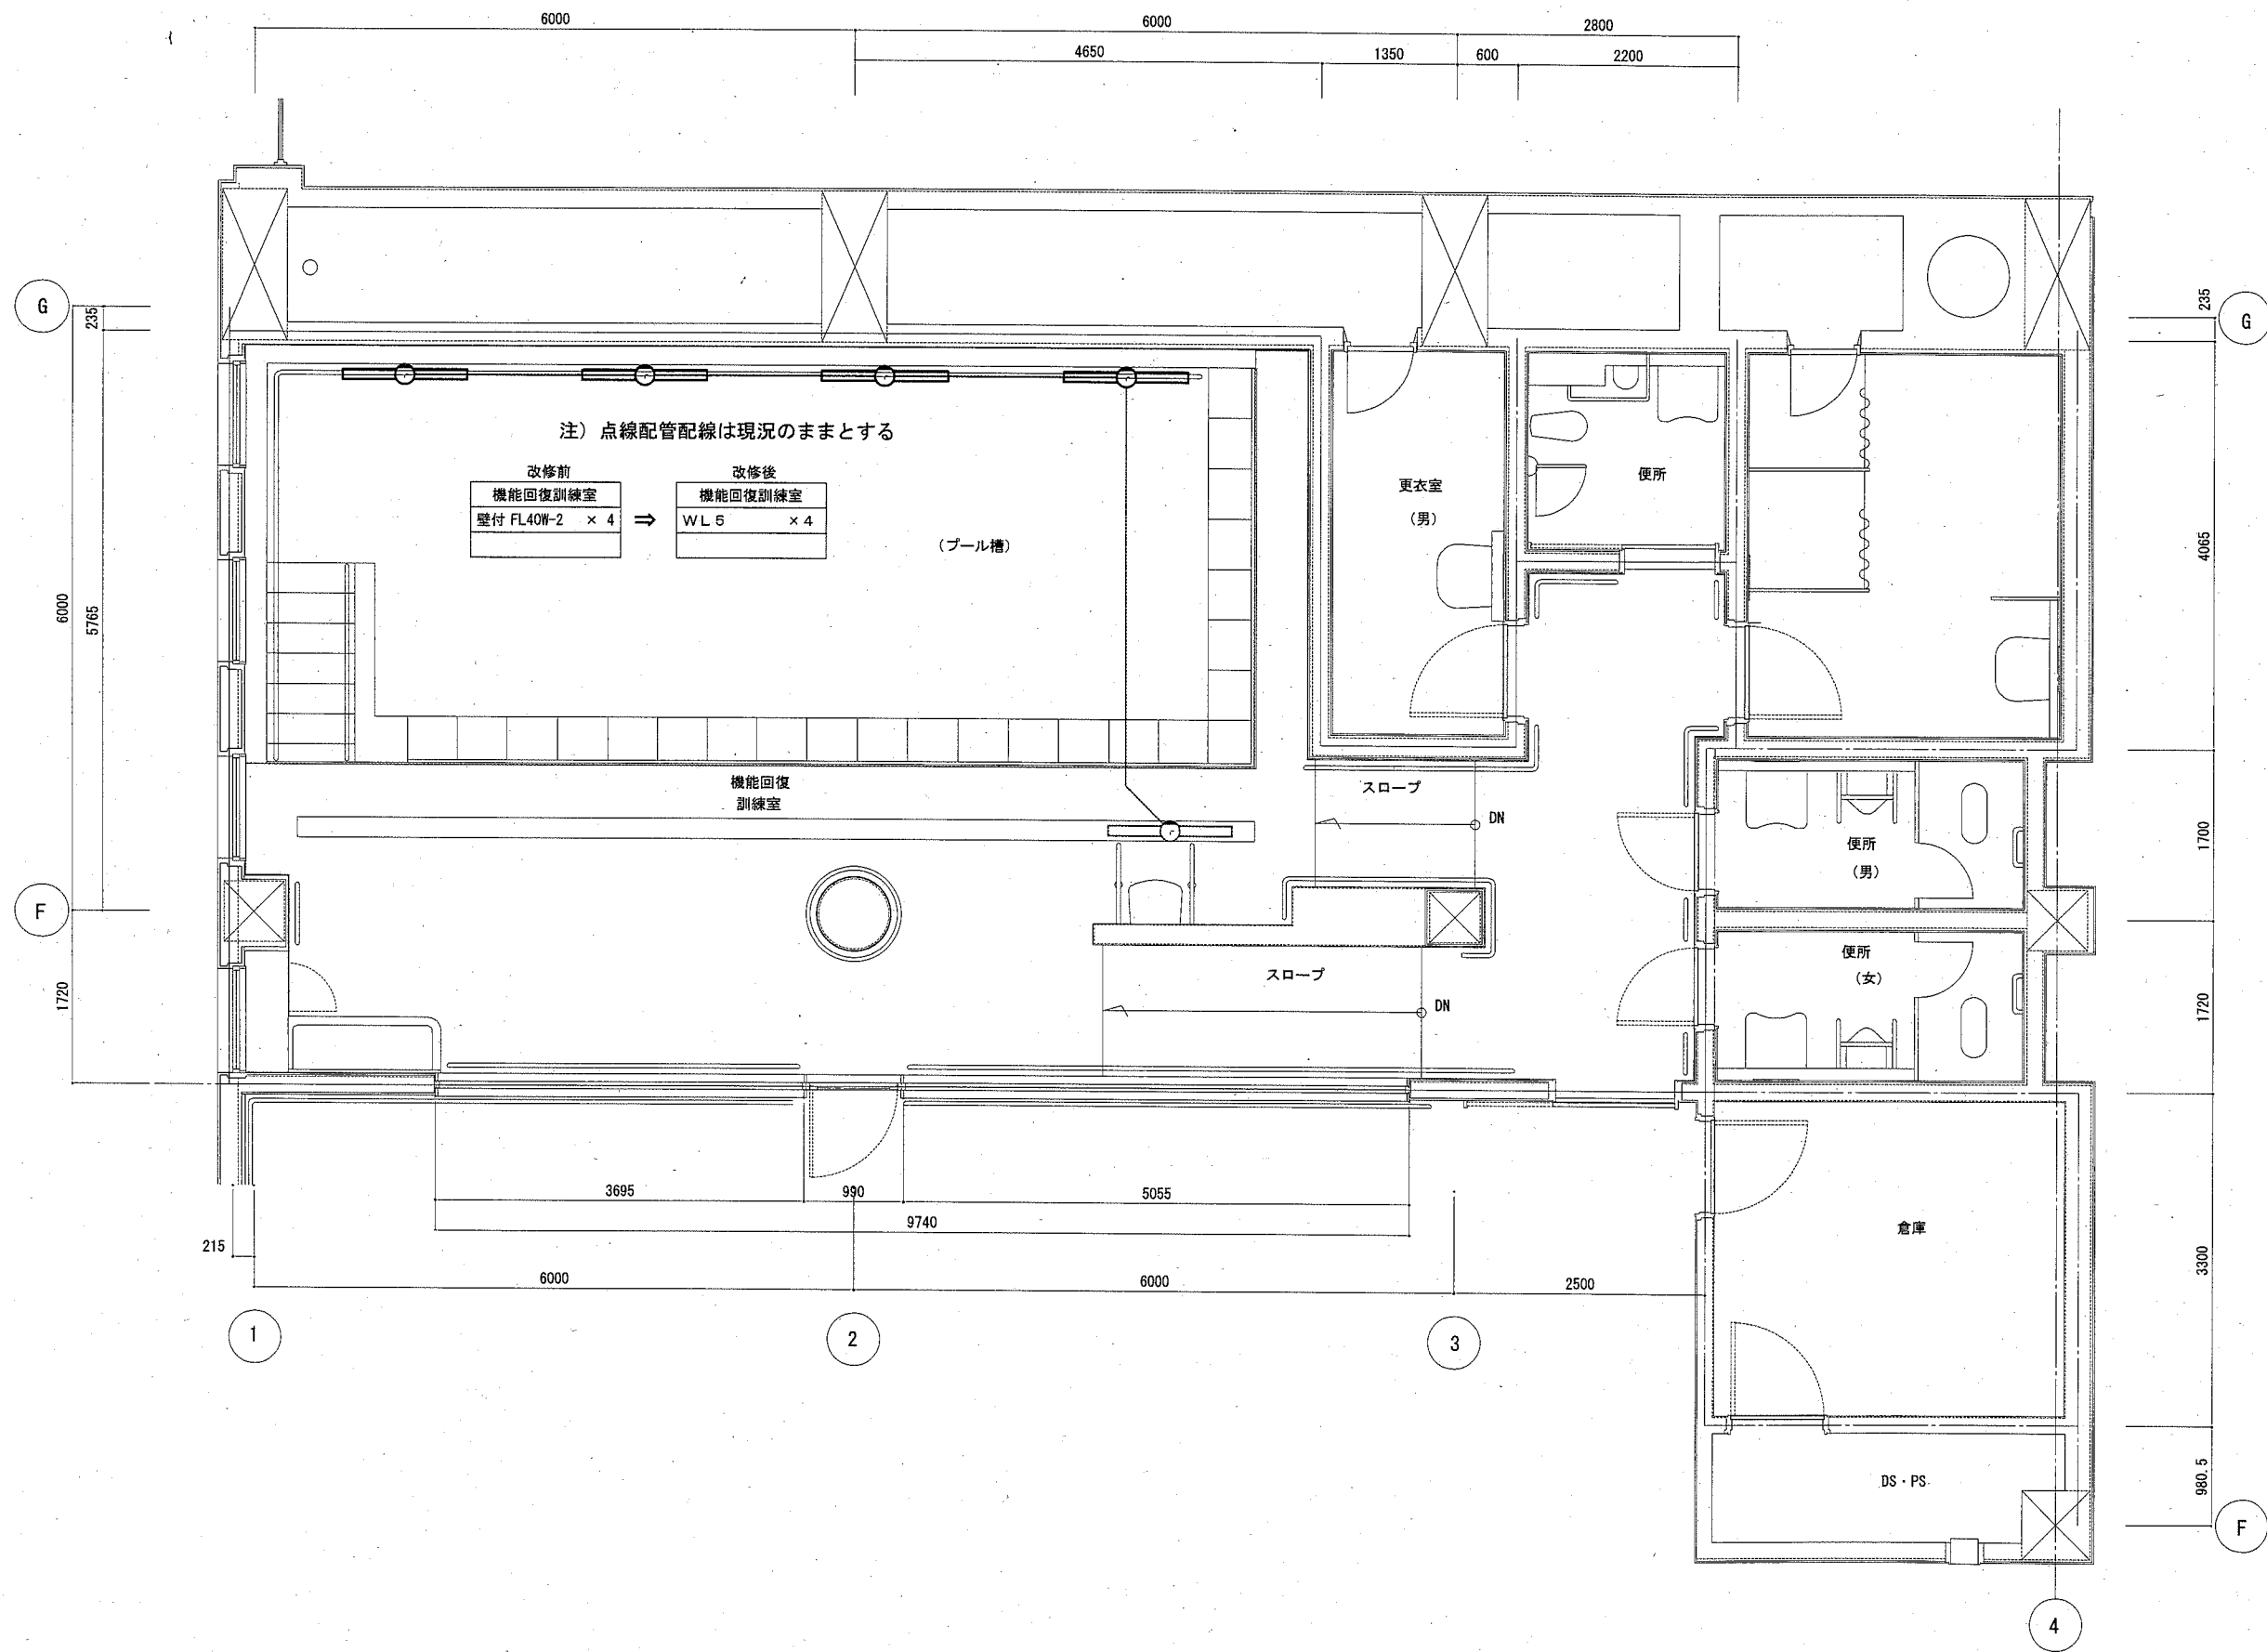 6000
6000
2800
4650
1350
600
2200
G
235
235
G
注）点線配管配線は現況のままとする
改修前
機能回復訓練室
壁付 FL40W-2 × 4
⇒
改修後
機能回復訓練室
ＷＬ５ ×４
（プール槽）
更衣室
（男）
便所
4065
6000
5765
機能回復
訓練室
スロープ
DN
便所
（男）
1700
F
スロープ
DN
便所
（女）
1720
1720
3695
990
5055
9740
215
6000
6000
2500
倉庫
3300
1
2
3
DS・PS
980.5
F
4